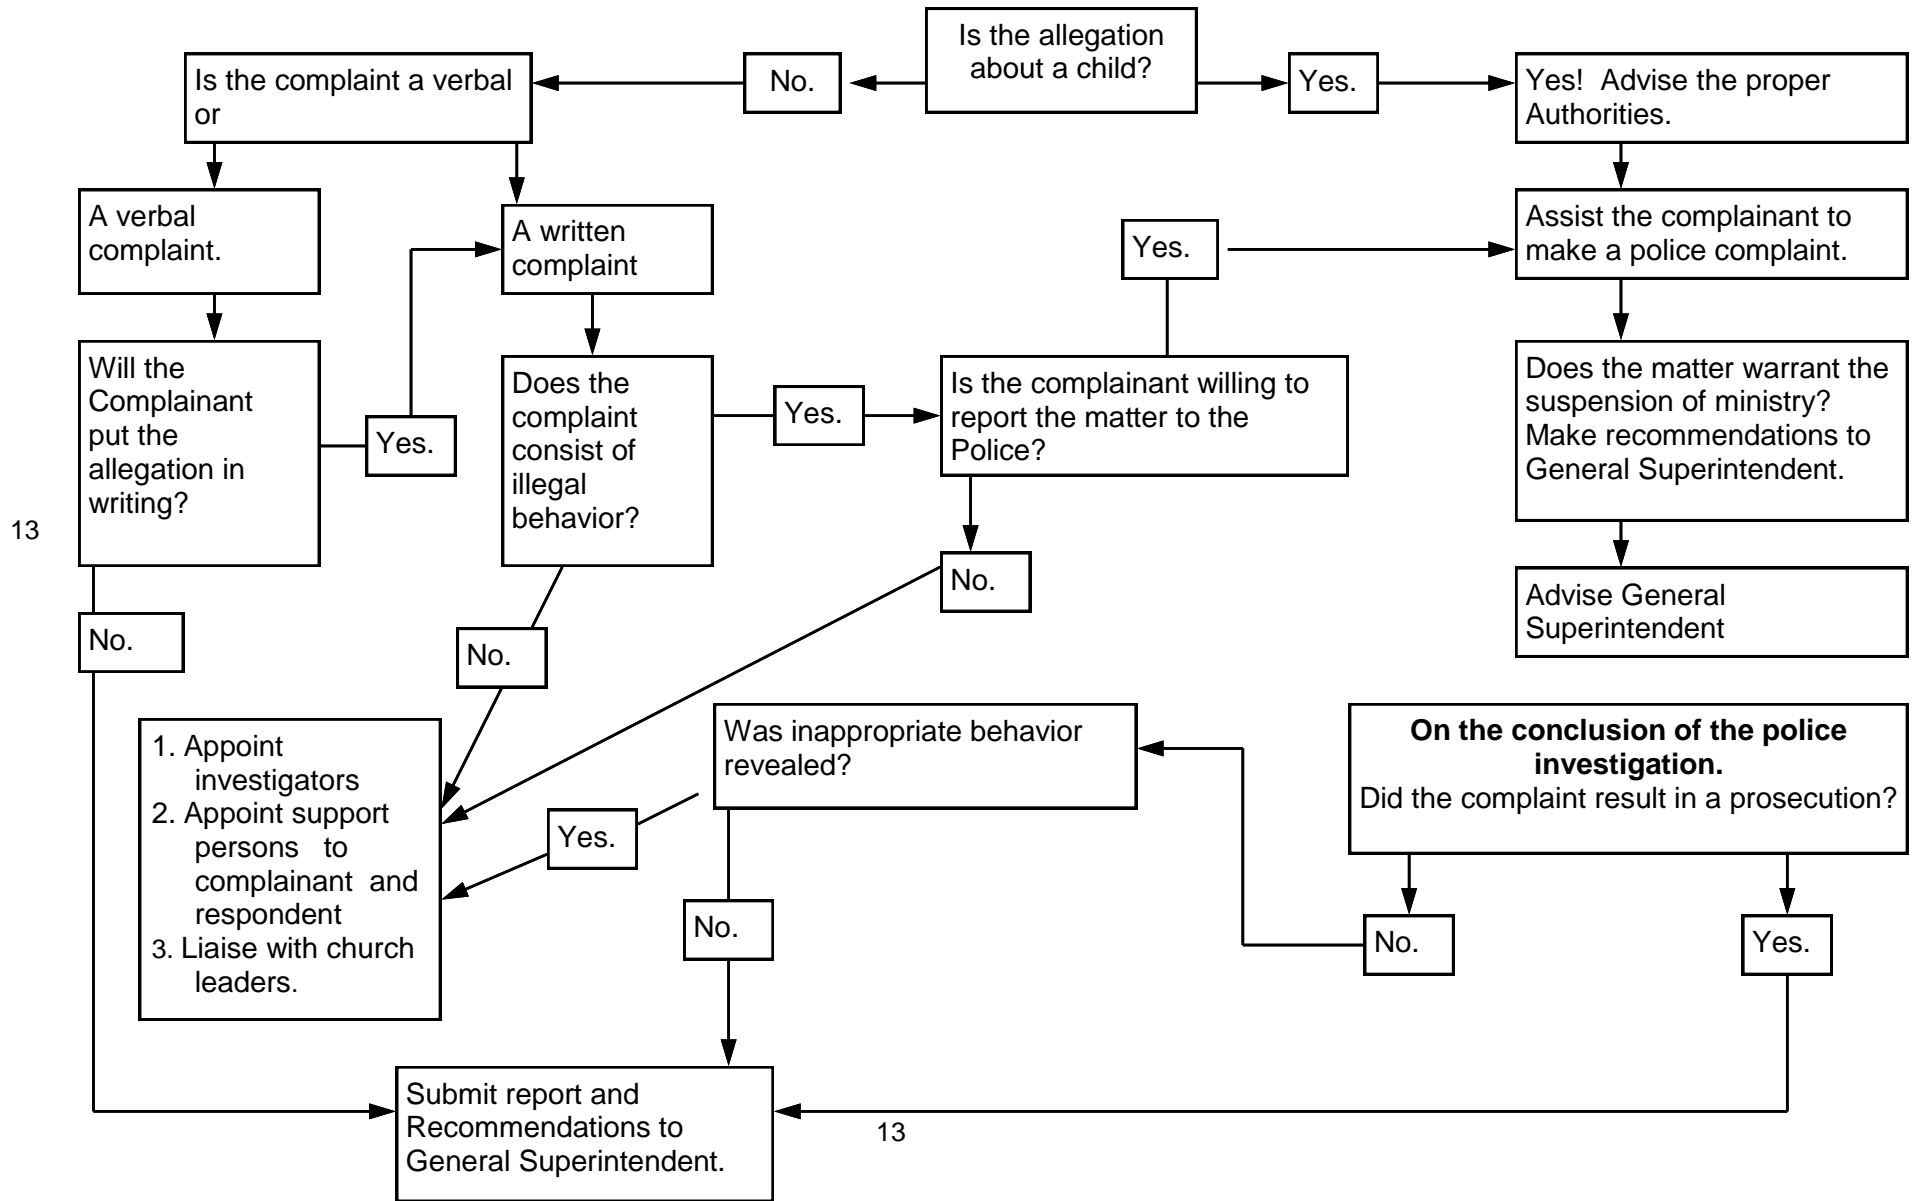 Is the allegation
about a child?
No.
Yes.
Is the complaint a verbal
or
Yes!  Advise the proper
Authorities.
A verbal
complaint.
A written
complaint
Yes.
Assist the complainant to
make a police complaint.
Will the
Complainant
put the
allegation in
writing?
Yes.
Does the
complaint
consist of
illegal
behavior?
Yes.
Is the complainant willing to
report the matter to the
Police?
Does the matter warrant the
suspension of ministry?
Make recommendations to
General Superintendent.
13
No.
No.
No.
Advise General
Superintendent
1. Appoint
investigators
2. Appoint support
persons   to
complainant  and
respondent
3. Liaise with church
leaders.
Was inappropriate behavior
revealed?
Yes.
No.
On the conclusion of the police
investigation.
Did the complaint result in a prosecution?
No.
Yes.
Submit report and
Recommendations to
General Superintendent.
13